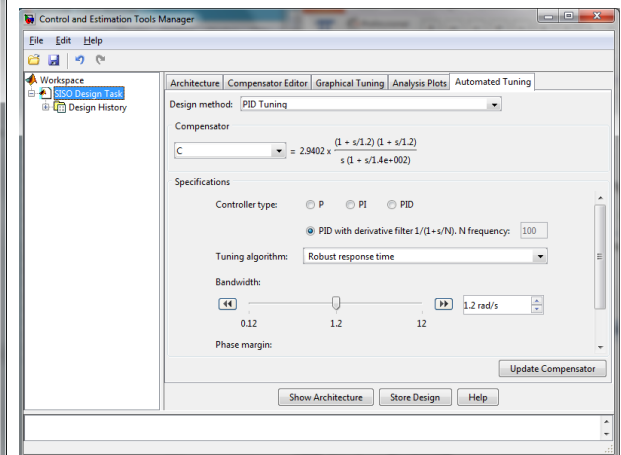 Control and Estimation Tools Manager
File Edit Help
Workspace
SISO Design Task
Design History
Architecture Compensator Editor Graphical Tuning Analysis Plots Automated Tuning
Design method: PID Tuning
Compensator
C = 2.9402 x (1 + s/1.2) (1 + s/1.2)
s (1 + s/1.4e+002)
Specifications
Controller type: P PI PID
PID with derivative filter 1/(1+s/N). N frequency: 100
Tuning algorithm: Robust response time
Bandwidth:
1.2 rad/s
0.12 1.2 12
Phase margin:
Update Compensator
Show Architecture Store Design Help